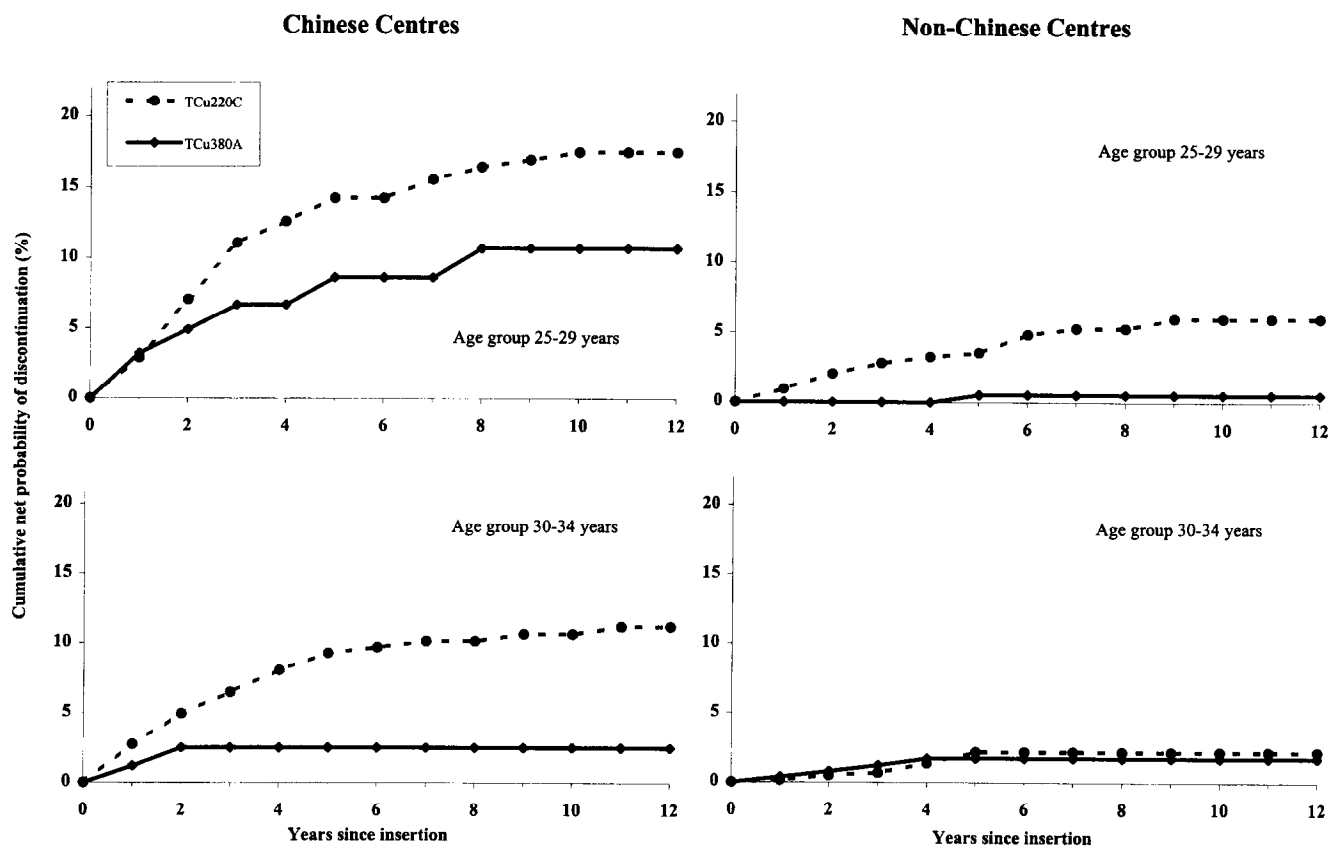 Chinese Centres
Non-Chinese Centres
TCu220C
TCu380A
Cumulative net probability of discontinuation (%)
20
15
10
5
0
0 2 4 6 8 10 12
Age group 25-29 years
20
15
10
5
0
0 2 4 6 8 10 12
Age group 25-29 years
20
15
10
5
0
0 2 4 6 8 10 12
Age group 30-34 years
Years since insertion
20
15
10
5
0
0 2 4 6 8 10 12
Age group 30-34 years
Years since insertion